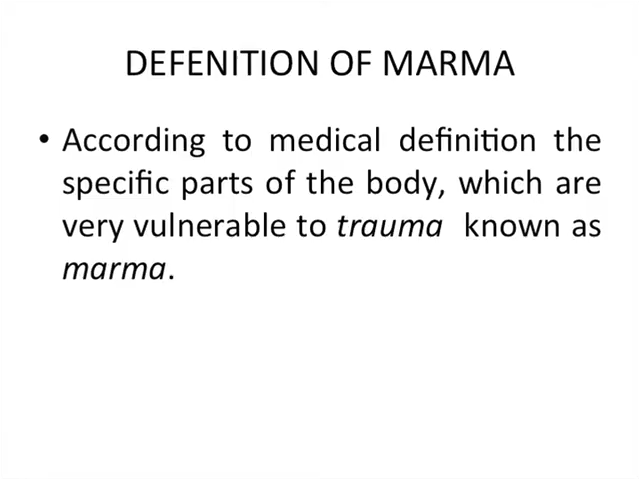 DEFENITION OF MARMA
• According to medical definition the
specific parts of the body, which are
very vulnerable to trauma known as
marma.